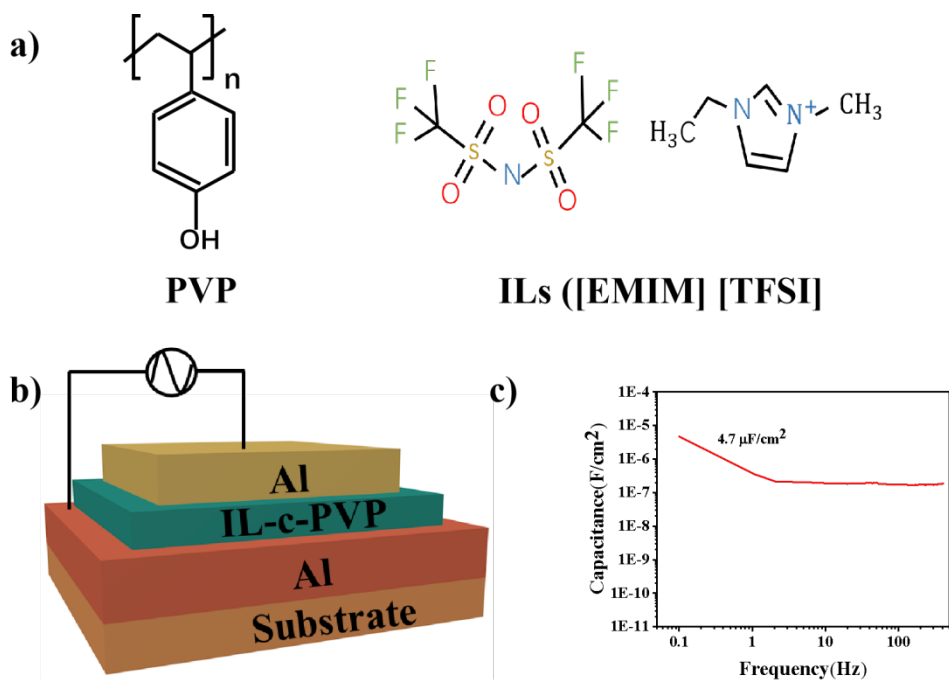 a)
n
OH
PVP
F
F
F
F
F
F
O
O
O
O
S
S
N
H₃C
N
N⁺
CH₃
ILs ([EMIM] [TFSI]
b)
Al
IL-c-PVP
Al
Substrate
c)
4.7 μF/cm²
Capacitance(F/cm²)
1E-4
1E-5
1E-6
1E-7
1E-8
1E-9
1E-10
1E-11
0.1
1
10
100
Frequency(Hz)